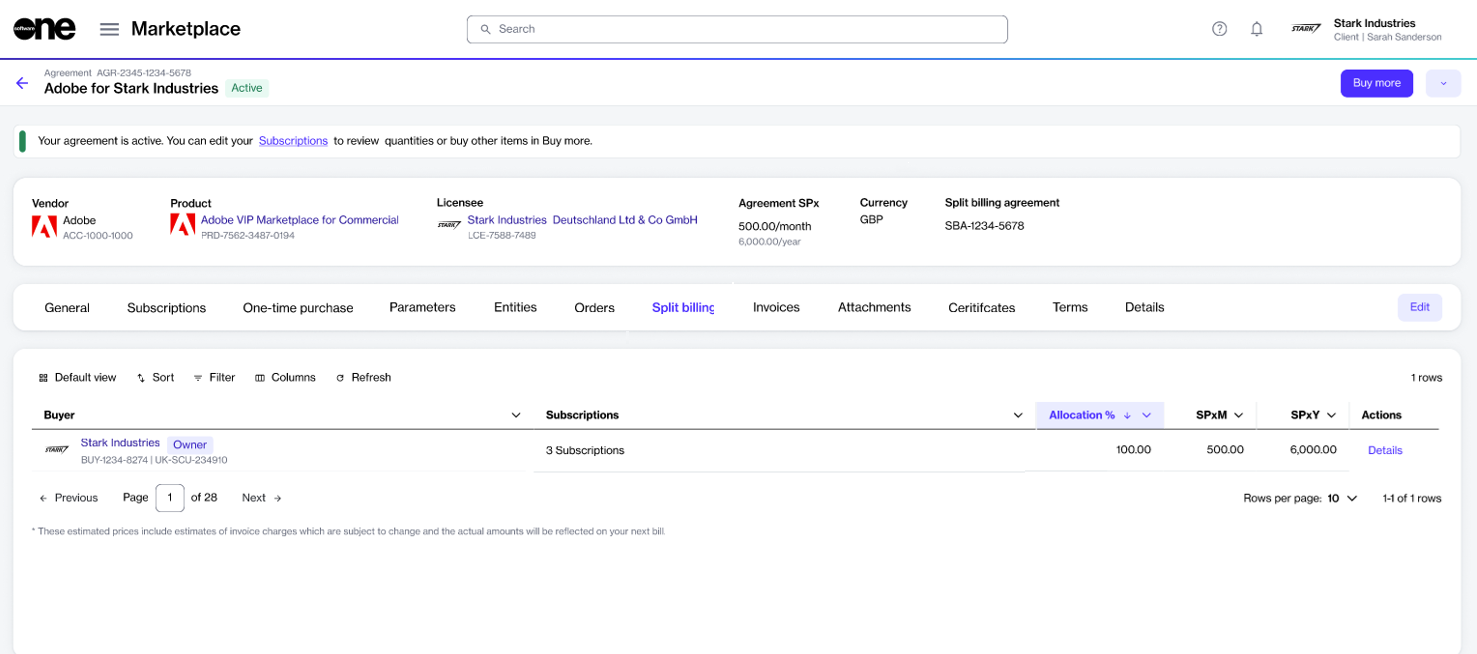 software one Marketplace Search Stark Industries
STARK Client | Sarah Sanderson
Agreement AGR-2345-1234-5678
Adobe for Stark Industries Active Buy more
Your agreement is active. You can edit your Subscriptions to review quantities or buy other items in Buy more.
Vendor Product Licensee Agreement SPx Currency Split billing agreement
Adobe Adobe VIP Marketplace for Commercial STARK Stark Industries Deutschland Ltd & Co GmbH 500.00/month GBP SBA-1234-5678
ACC-1000-1000 PRD-7562-3487-0194 LCE-7588-7489 6,000.00/year
General Subscriptions One-time purchase Parameters Entities Orders Split billing Invoices Attachments Ceritifcates Terms Details Edit
Default view Sort Filter Columns Refresh 1 rows
Buyer Subscriptions Allocation % SPxM SPxY Actions
STARK Stark Industries Owner 3 Subscriptions 100.00 500.00 6,000.00 Details
BUY-1234-8274 | UK-SCU-234910
Previous Page 1 of 28 Next Rows per page: 10 1-1 of 1 rows
* These estimated prices include estimates of invoice charges which are subject to change and the actual amounts will be reflected on your next bill.